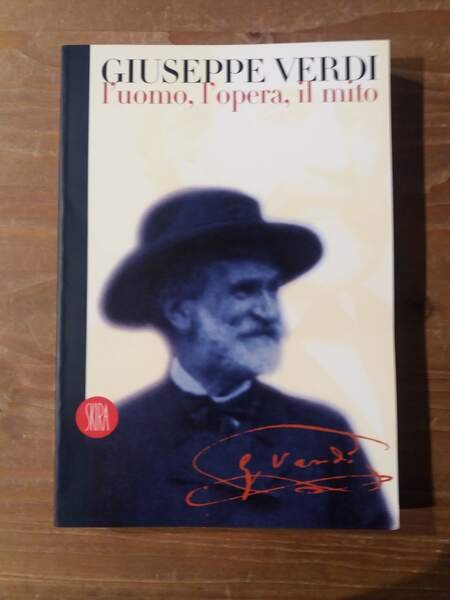 GIUSEPPE VERDI
l'uomo, l'opera, il mito
SKIRA
G. Verdi